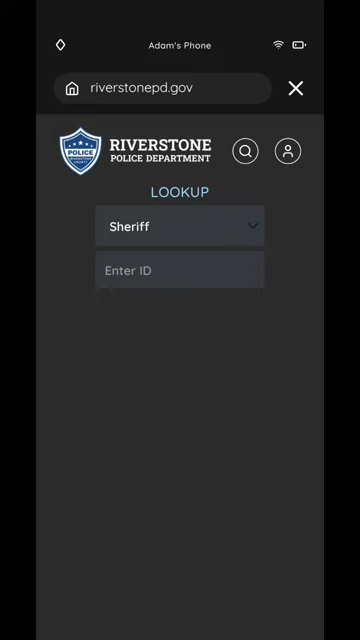 Adam's Phone
riverstonepd.gov
POLICE
RIVERSTONE
POLICE DEPARTMENT
LOOKUP
Sheriff
Enter ID